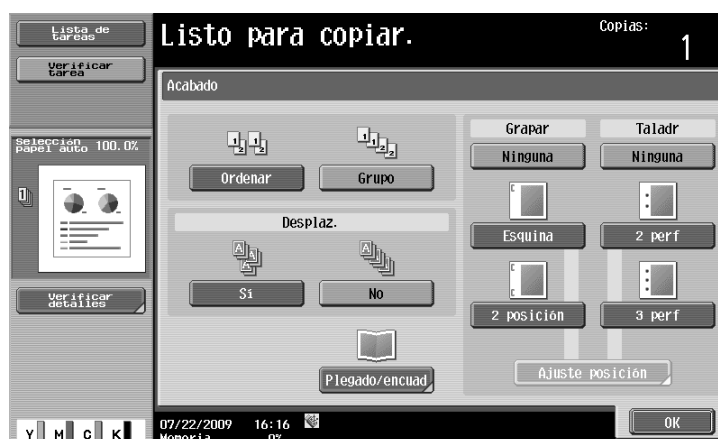 Lista de
tareas
Verificar
tarea
Listo para copiar.
Copias:
1
Acabado
Selección
papel auto 100.0%
1
Ordenar
Grupo
Desplaz.
Sí
No
Plegado/encuad
Grapar
Taladr
Ninguna
Ninguna
Esquina
2 perf
2 posición
3 perf
Ajuste posición
Verificar
detalles
07/22/2009 16:16
Memoria 0%
OK
Y M C K